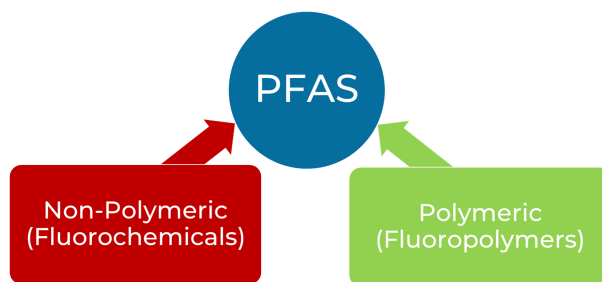 PFAS
Non-Polymeric
(Fluorochemicals)
Polymeric
(Fluoropolymers)